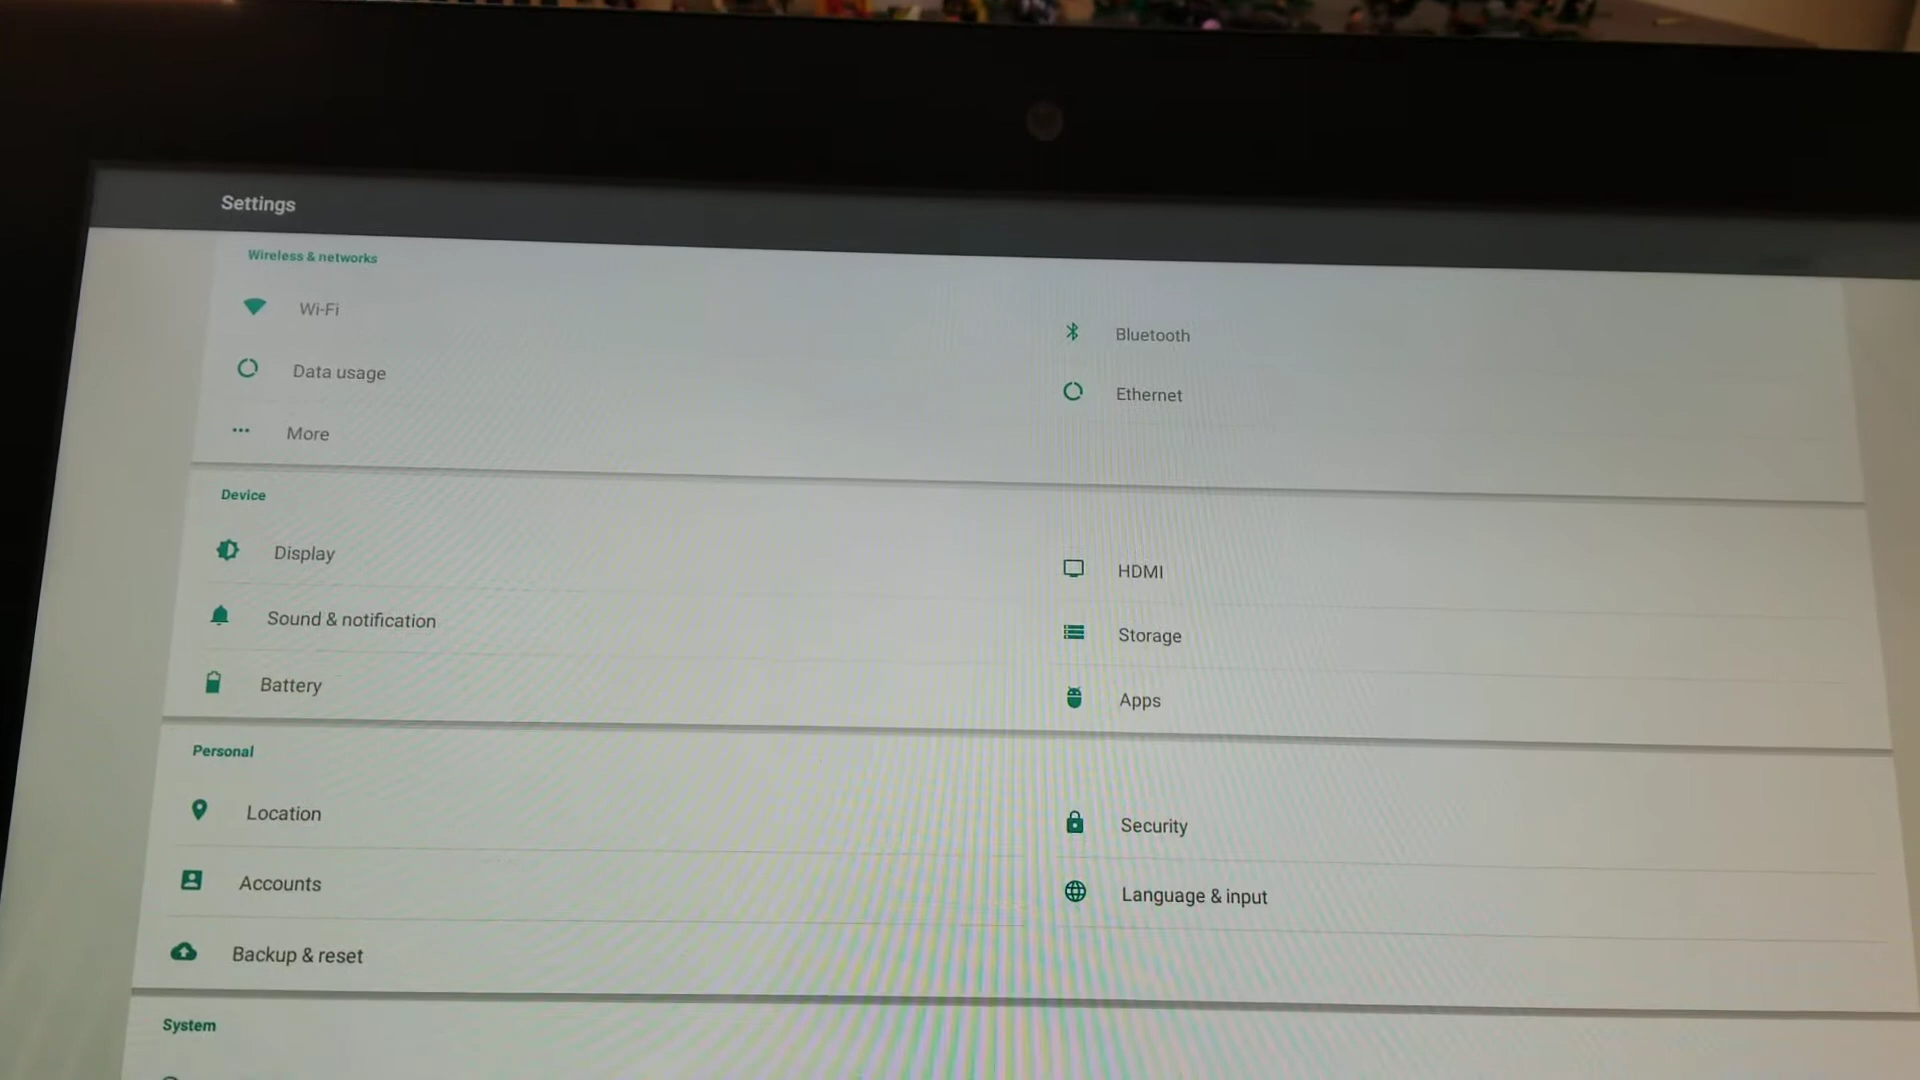 Settings
Wireless & networks
Wi-Fi
Bluetooth
Data usage
Ethernet
More
Device
Display
HDMI
Sound & notification
Storage
Battery
Apps
Personal
Location
Security
Accounts
Language & input
Backup & reset
System